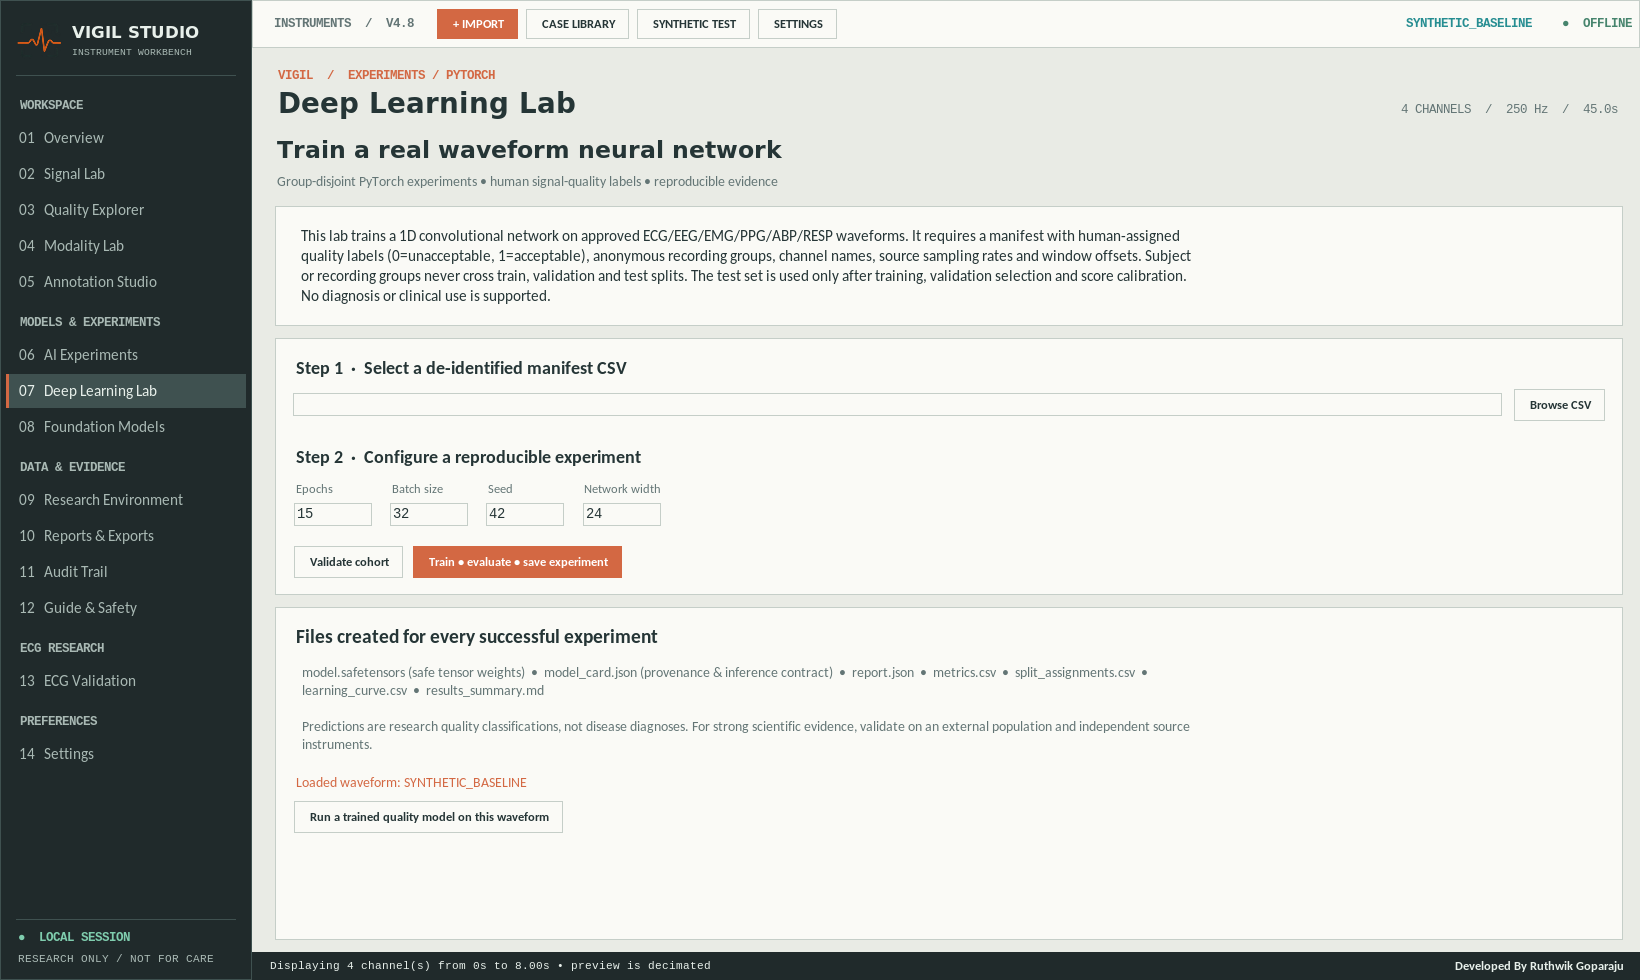 VIGIL STUDIO
INSTRUMENT WORKBENCH
WORKSPACE
01 Overview
02 Signal Lab
03 Quality Explorer
04 Modality Lab
05 Annotation Studio
MODELS & EXPERIMENTS
06 AI Experiments
07 Deep Learning Lab
08 Foundation Models
DATA & EVIDENCE
09 Research Environment
10 Reports & Exports
11 Audit Trail
12 Guide & Safety
ECG RESEARCH
13 ECG Validation
PREFERENCES
14 Settings
● LOCAL SESSION
RESEARCH ONLY / NOT FOR CARE
INSTRUMENTS / V4.8 + IMPORT CASE LIBRARY SYNTHETIC TEST SETTINGS SYNTHETIC_BASELINE ● OFFLINE
VIGIL / EXPERIMENTS / PYTORCH
Deep Learning Lab
4 CHANNELS / 250 Hz / 45.0s
Train a real waveform neural network
Group-disjoint PyTorch experiments • human signal-quality labels • reproducible evidence
This lab trains a 1D convolutional network on approved ECG/EEG/EMG/PPG/ABP/RESP waveforms. It requires a manifest with human-assigned
quality labels (0=unacceptable, 1=acceptable), anonymous recording groups, channel names, source sampling rates and window offsets. Subject
or recording groups never cross train, validation and test splits. The test set is used only after training, validation selection and score calibration.
No diagnosis or clinical use is supported.
Step 1 · Select a de-identified manifest CSV
Browse CSV
Step 2 · Configure a reproducible experiment
Epochs Batch size Seed Network width
15 32 42 24
Validate cohort Train • evaluate • save experiment
Files created for every successful experiment
model.safetensors (safe tensor weights) • model_card.json (provenance & inference contract) • report.json • metrics.csv • split_assignments.csv •
learning_curve.csv • results_summary.md
Predictions are research quality classifications, not disease diagnoses. For strong scientific evidence, validate on an external population and independent source
instruments.
Loaded waveform: SYNTHETIC_BASELINE
Run a trained quality model on this waveform
Displaying 4 channel(s) from 0s to 8.00s • preview is decimated
Developed By Ruthwik Goparaju